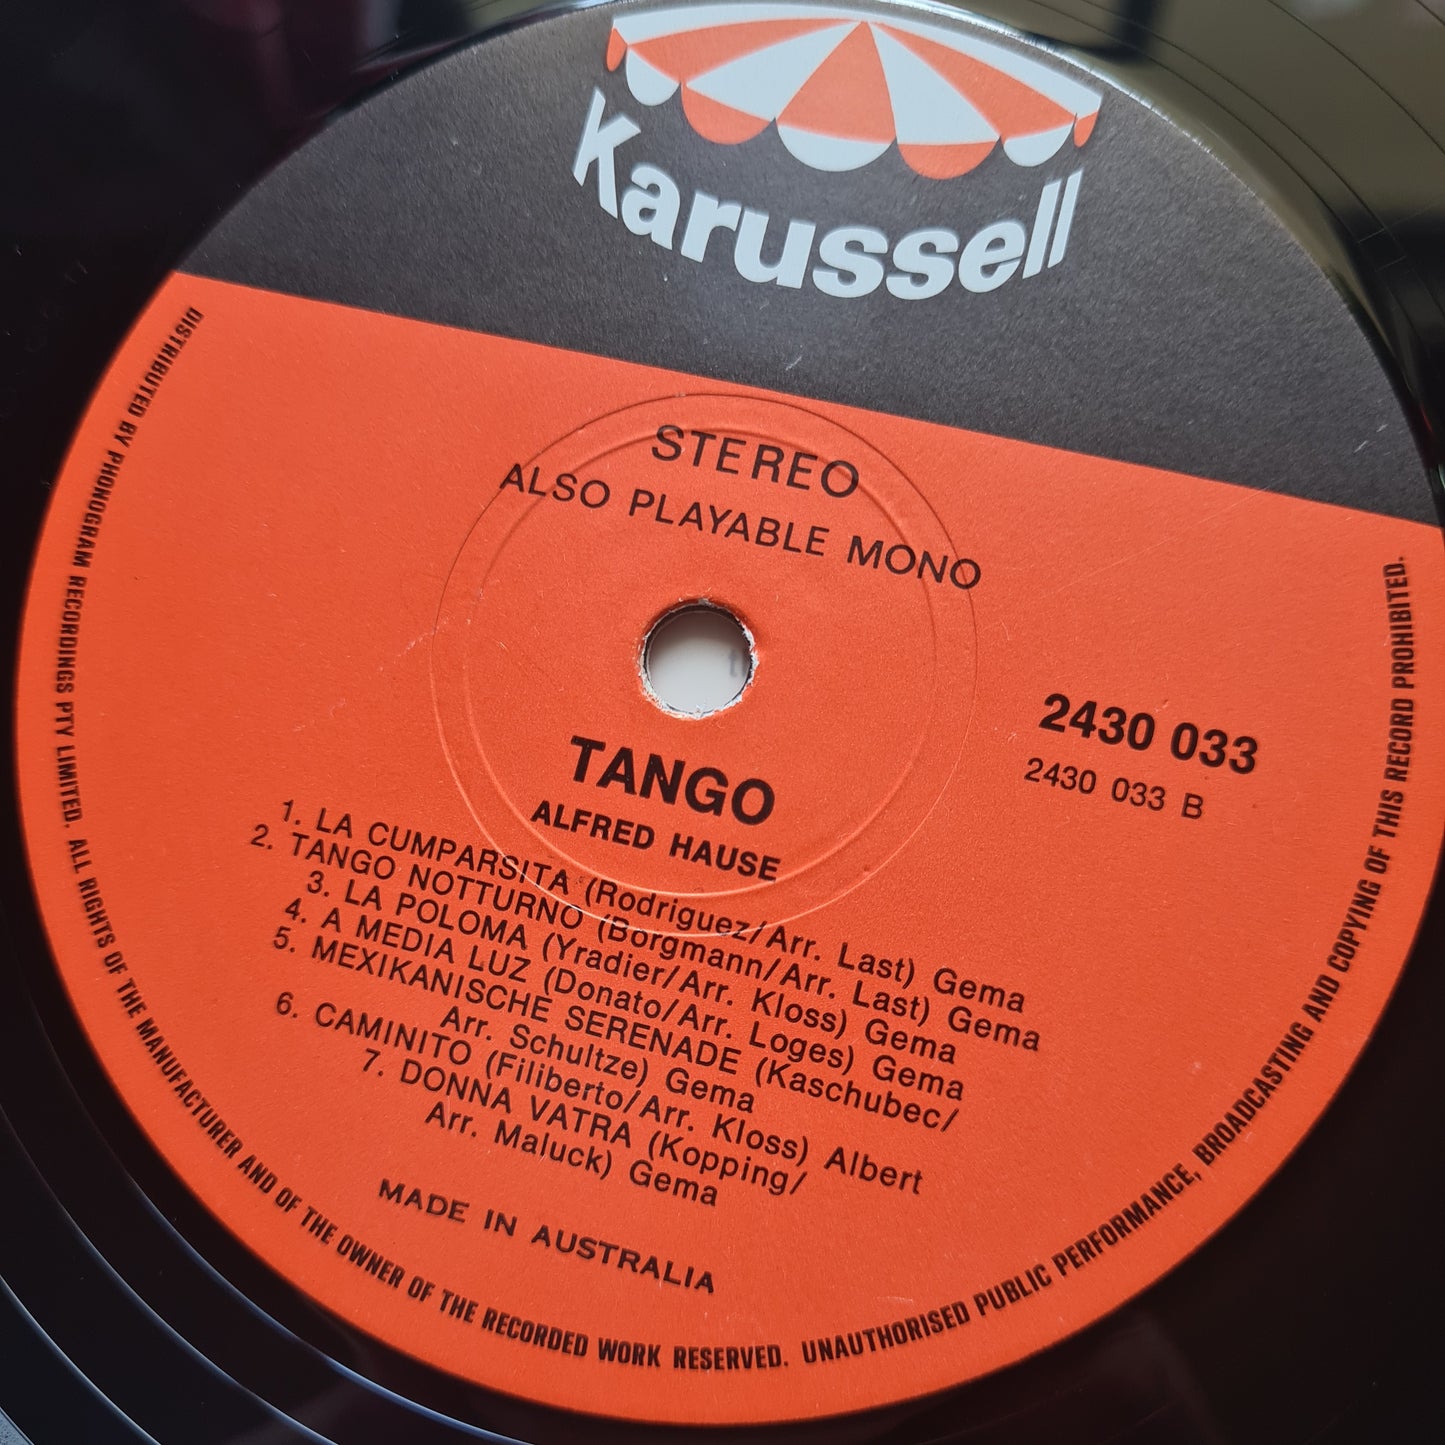 Karussell
STEREO
ALSO PLAYABLE MONO
2430 033
2430 033 B
TANGO
ALFRED HAUSE
1. LA CUMPARSITA (Rodriguez/Arr. Last) Gema
2. TANGO NOTTURNO (Borgmann/Arr. Last) Gema
3. LA POLOMA (Yradier/Arr. Kloss) Gema
4. A MEDIA LUZ (Donato/Arr. Loges) Gema
5. MEXIKANISCHE SERENADE (Kaschubec/
Arr. Schultze) Gema
6. CAMINITO (Filiberto/Arr. Kloss) Albert
7. DONNA VATRA (Kopping/
Arr. Maluck) Gema
MADE IN AUSTRALIA
DISTRIBUTED BY PHONOGRAM RECORDINGS PTY LIMITED. ALL RIGHTS OF THE MANUFACTURER AND OF THE OWNER OF THE RECORDED WORK RESERVED. UNAUTHORISED PUBLIC PERFORMANCE, BROADCASTING AND COPYING OF THIS RECORD PROHIBITED.